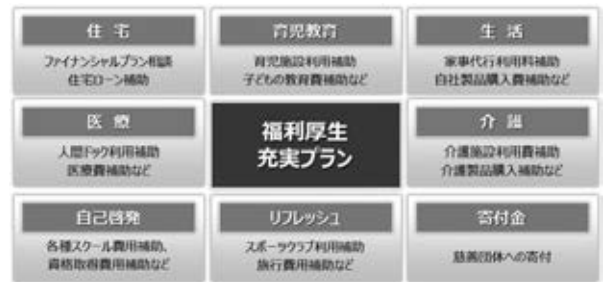 住 宅
ファイナンシャルプラン相談
住宅ローン補助
育児教育
育児施設利用補助
子どもの教育費補助など
生 活
家事代行利用料補助
自社製品購入費補助など
医 療
人間ドック利用補助
医療費補助など
福利厚生
充実プラン
介 護
介護施設利用費補助
介護製品購入補助など
自己啓発
各種スクール費用補助、
資格取得費用補助など
リフレッシュ
スポーツクラブ利用補助
旅行費用補助など
寄付金
慈善団体への寄付